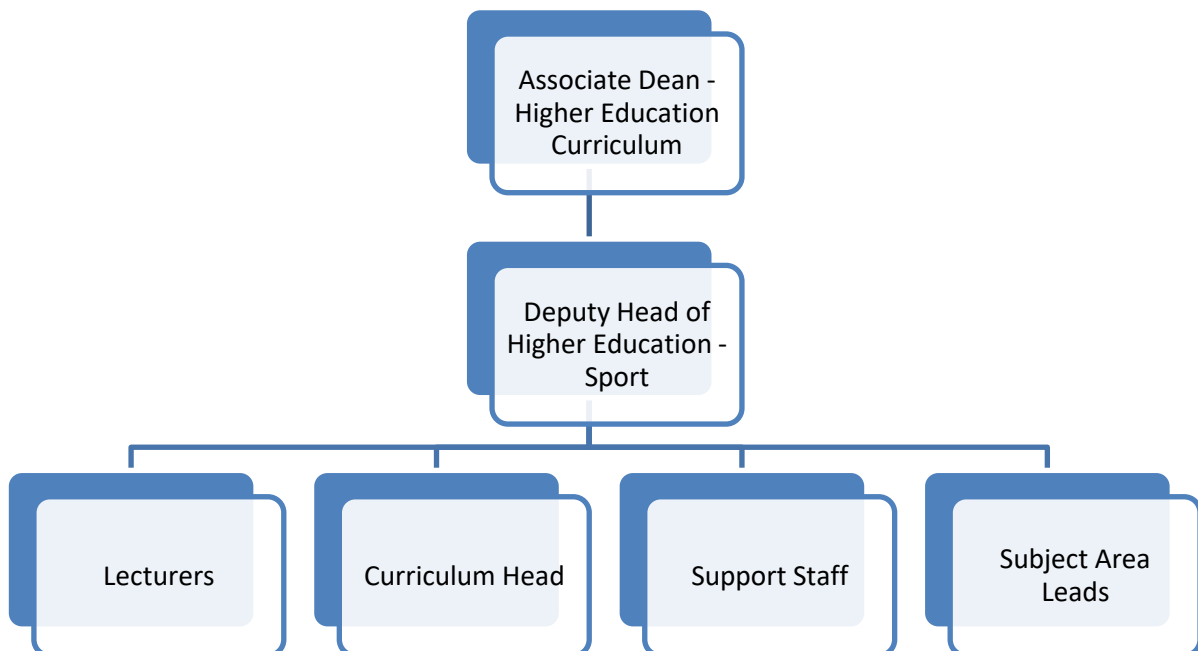 Associate Dean -
Higher Education
Curriculum
Deputy Head of
Higher Education -
Sport
Lecturers
Curriculum Head
Support Staff
Subject Area
Leads